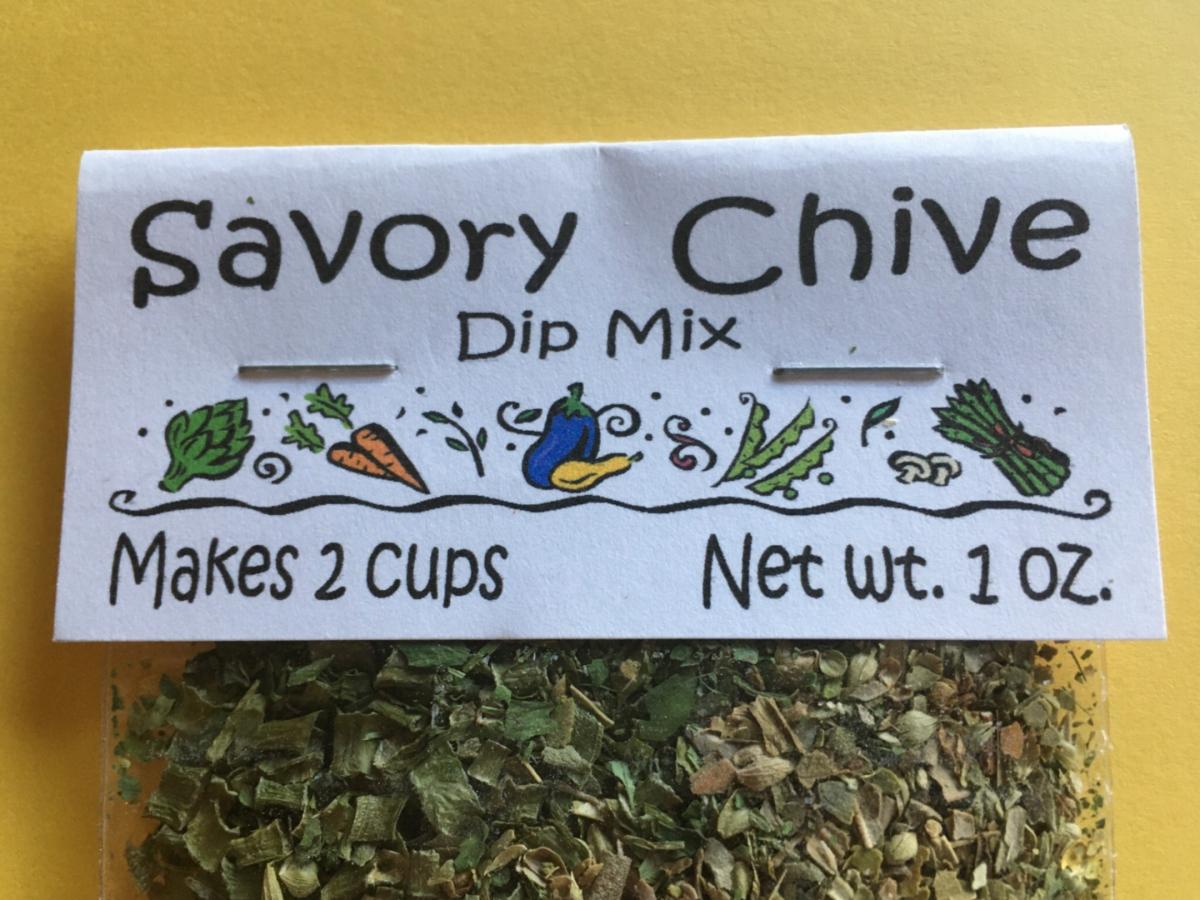 Savory Chive
Dip Mix
Makes 2 cups Net wt. 1 oz.